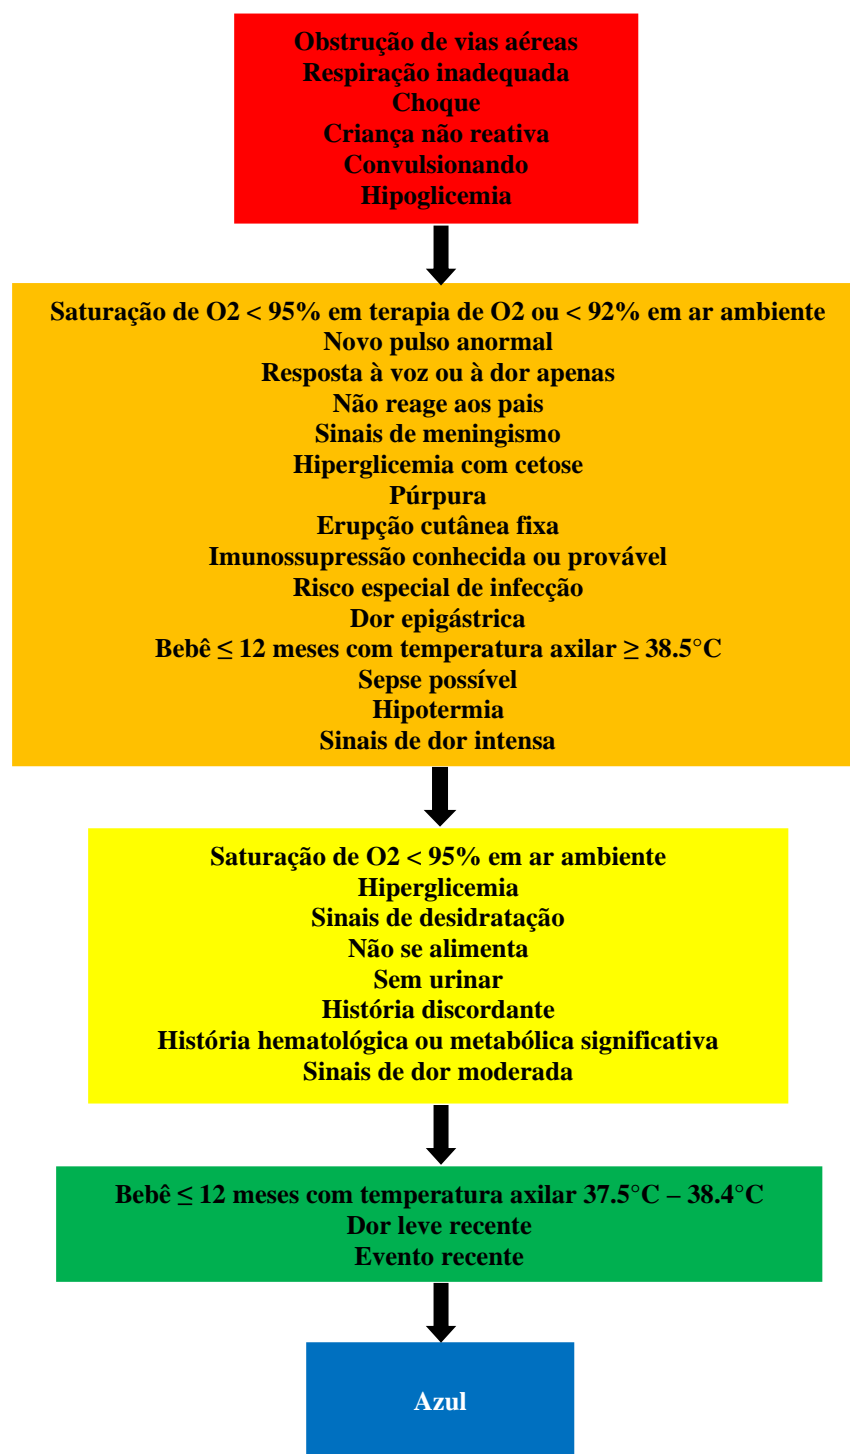 Obstrução de vias aéreas
Respiração inadequada
Choque
Criança não reativa
Convulsionando
Hipoglicemia
Saturação de O2 < 95% em terapia de O2 ou < 92% em ar ambiente
Novo pulso anormal
Resposta à voz ou à dor apenas
Não reage aos pais
Sinais de meningismo
Hiperglicemia com cetose
Púrpura
Erupção cutânea fixa
Imunossupressão conhecida ou provável
Risco especial de infecção
Dor epigástrica
Bebê ≤ 12 meses com temperatura axilar ≥ 38.5°C
Sepse possível
Hipotermia
Sinais de dor intensa
Saturação de O2 < 95% em ar ambiente
Hiperglicemia
Sinais de desidratação
Não se alimenta
Sem urinar
História discordante
História hematológica ou metabólica significativa
Sinais de dor moderada
Bebê ≤ 12 meses com temperatura axilar 37.5°C – 38.4°C
Dor leve recente
Evento recente
Azul